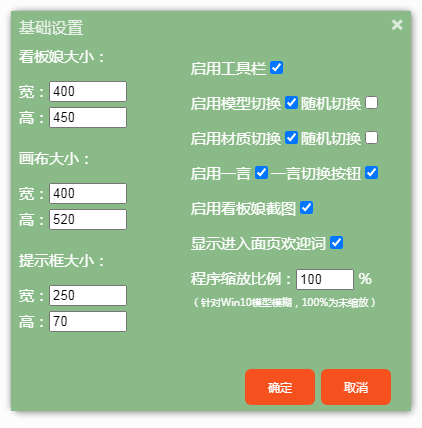 基础设置
×
看板娘大小：
宽：400
高：450
画布大小：
宽：400
高：520
提示框大小：
宽：250
高：70
启用工具栏
启用模型切换 随机切换
启用材质切换 随机切换
启用一言 一言切换按钮
启用看板娘截图
显示进入面页欢迎词
程序缩放比例：100 %
（针对Win10模型模糊，100%为未缩放）
确定 取消